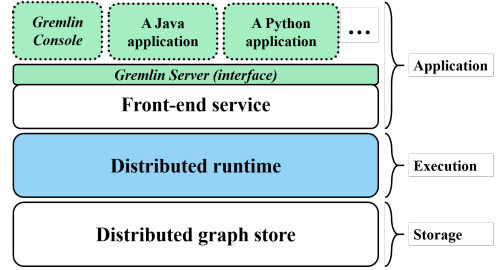 Gremlin
Console
A Java
application
A Python
application
...
Application
Gremlin Server (interface)
Front-end service
Distributed runtime
Execution
Distributed graph store
Storage